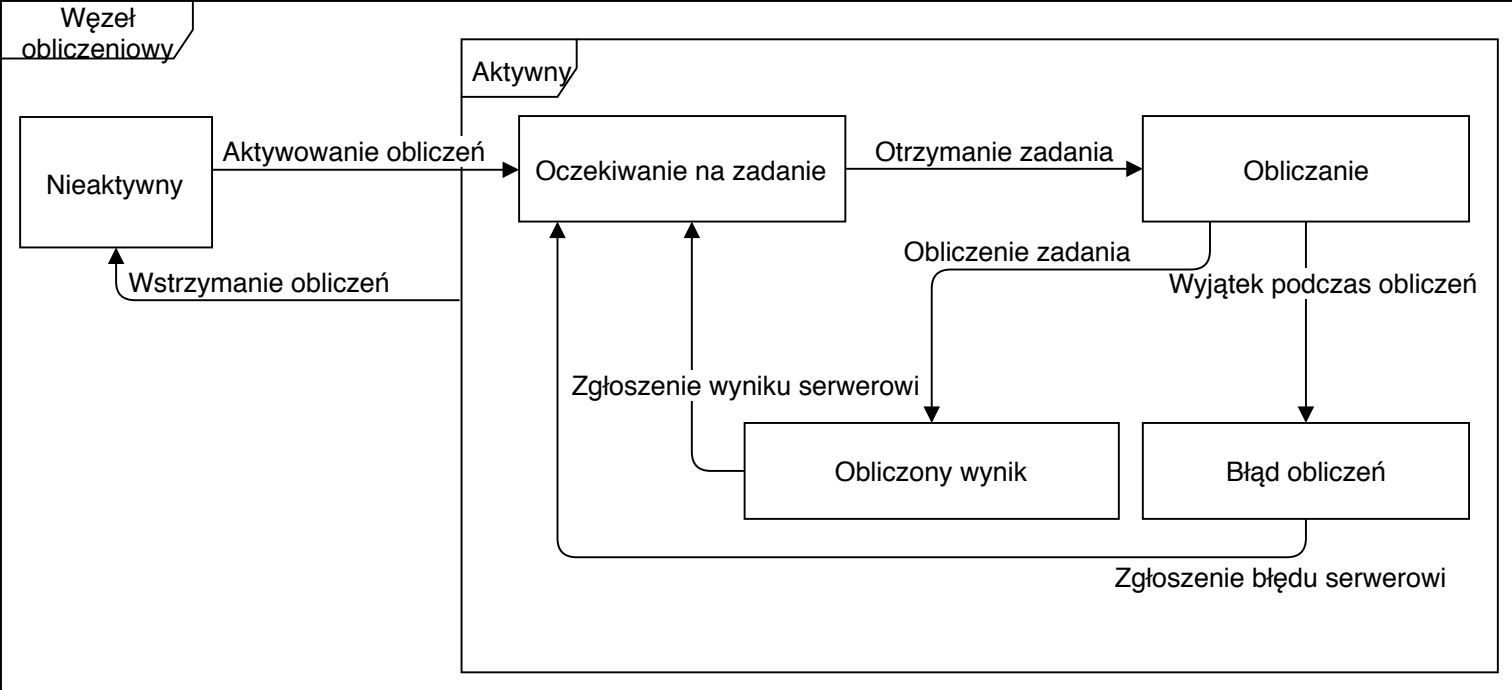 Węzeł
obliczeniowy
Aktywny
Nieaktywny
Aktywowanie obliczeń
Oczekiwanie na zadanie
Otrzymanie zadania
Obliczanie
Wstrzymanie obliczeń
Obliczenie zadania
Wyjątek podczas obliczeń
Zgłoszenie wyniku serwerowi
Obliczony wynik
Błąd obliczeń
Zgłoszenie błędu serwerowi